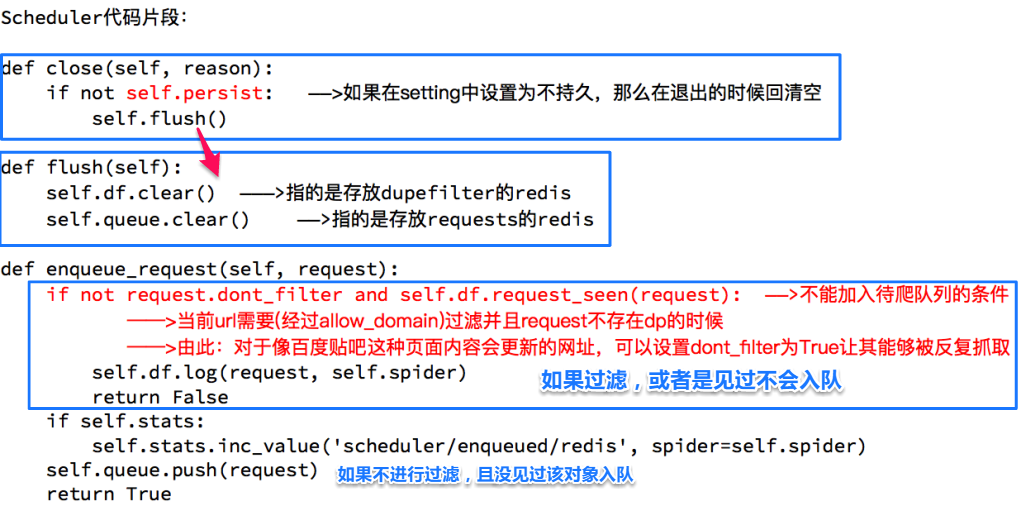 Scheduler代码片段：
def close(self, reason):
if not self.persist: ——>如果在setting中设置为不持久，那么在退出的时候回清空
self.flush()
def flush(self):
self.df.clear() ———>指的是存放dupefilter的redis
self.queue.clear() ——>指的是存放requests的redis
def enqueue_request(self, request):
if not request.dont_filter and self.df.request_seen(request): ——>不能加入待爬队列的条件
———>当前url需要(经过allow_domain)过滤并且request不存在dp的时候
———>由此：对于像百度贴吧这种页面内容会更新的网址，可以设置dont_filter为True让其能够被反复抓取
self.df.log(request, self.spider)
如果过滤，或者是见过不会入队
return False
if self.stats:
self.stats.inc_value('scheduler/enqueued/redis', spider=self.spider)
self.queue.push(request) 如果不进行过滤，且没见过该对象入队
return True